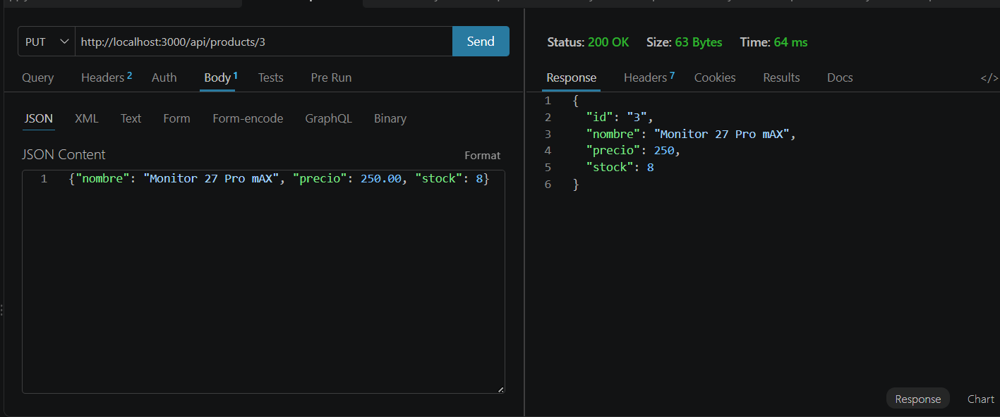 PUT http://localhost:3000/api/products/3 Send
Query Headers 2 Auth Body 1 Tests Pre Run
JSON XML Text Form Form-encode GraphQL Binary
JSON Content Format
1 {"nombre": "Monitor 27 Pro mAX", "precio": 250.00, "stock": 8}
Status: 200 OK Size: 63 Bytes Time: 64 ms
Response Headers 7 Cookies Results Docs </>
1 {
2 "id": "3",
3 "nombre": "Monitor 27 Pro mAX",
4 "precio": 250,
5 "stock": 8
6 }
Response Chart